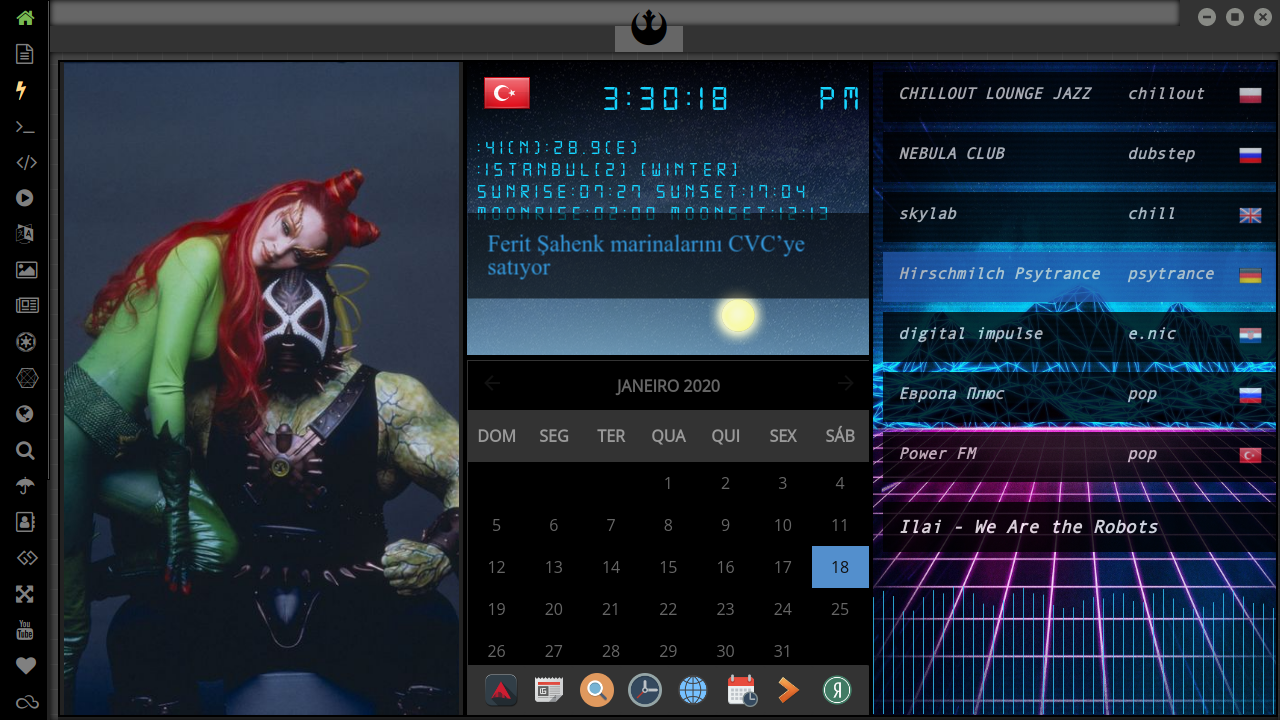 3:30:18 PM
:41(N):28.9(E)
:ISTANBUL(2) (WINTER)
SUNRISE:07:27 SUNSET:17:04
MOONRISE:02:00 MOONSET:12:13
Ferit Şahenk marinalarını CVC’ye
satıyor
JANEIRO 2020
DOM SEG TER QUA QUI SEX SÁB
1 2 3 4
5 6 7 8 9 10 11
12 13 14 15 16 17 18
19 20 21 22 23 24 25
26 27 28 29 30 31
CHILLOUT LOUNGE JAZZ chillout
NEBULA CLUB dubstep
skylab chill
Hirschmilch Psytrance psytrance
digital impulse e.nic
Европа Плюс pop
Power FM pop
Ilai - We Are the Robots
You
Tube
Я